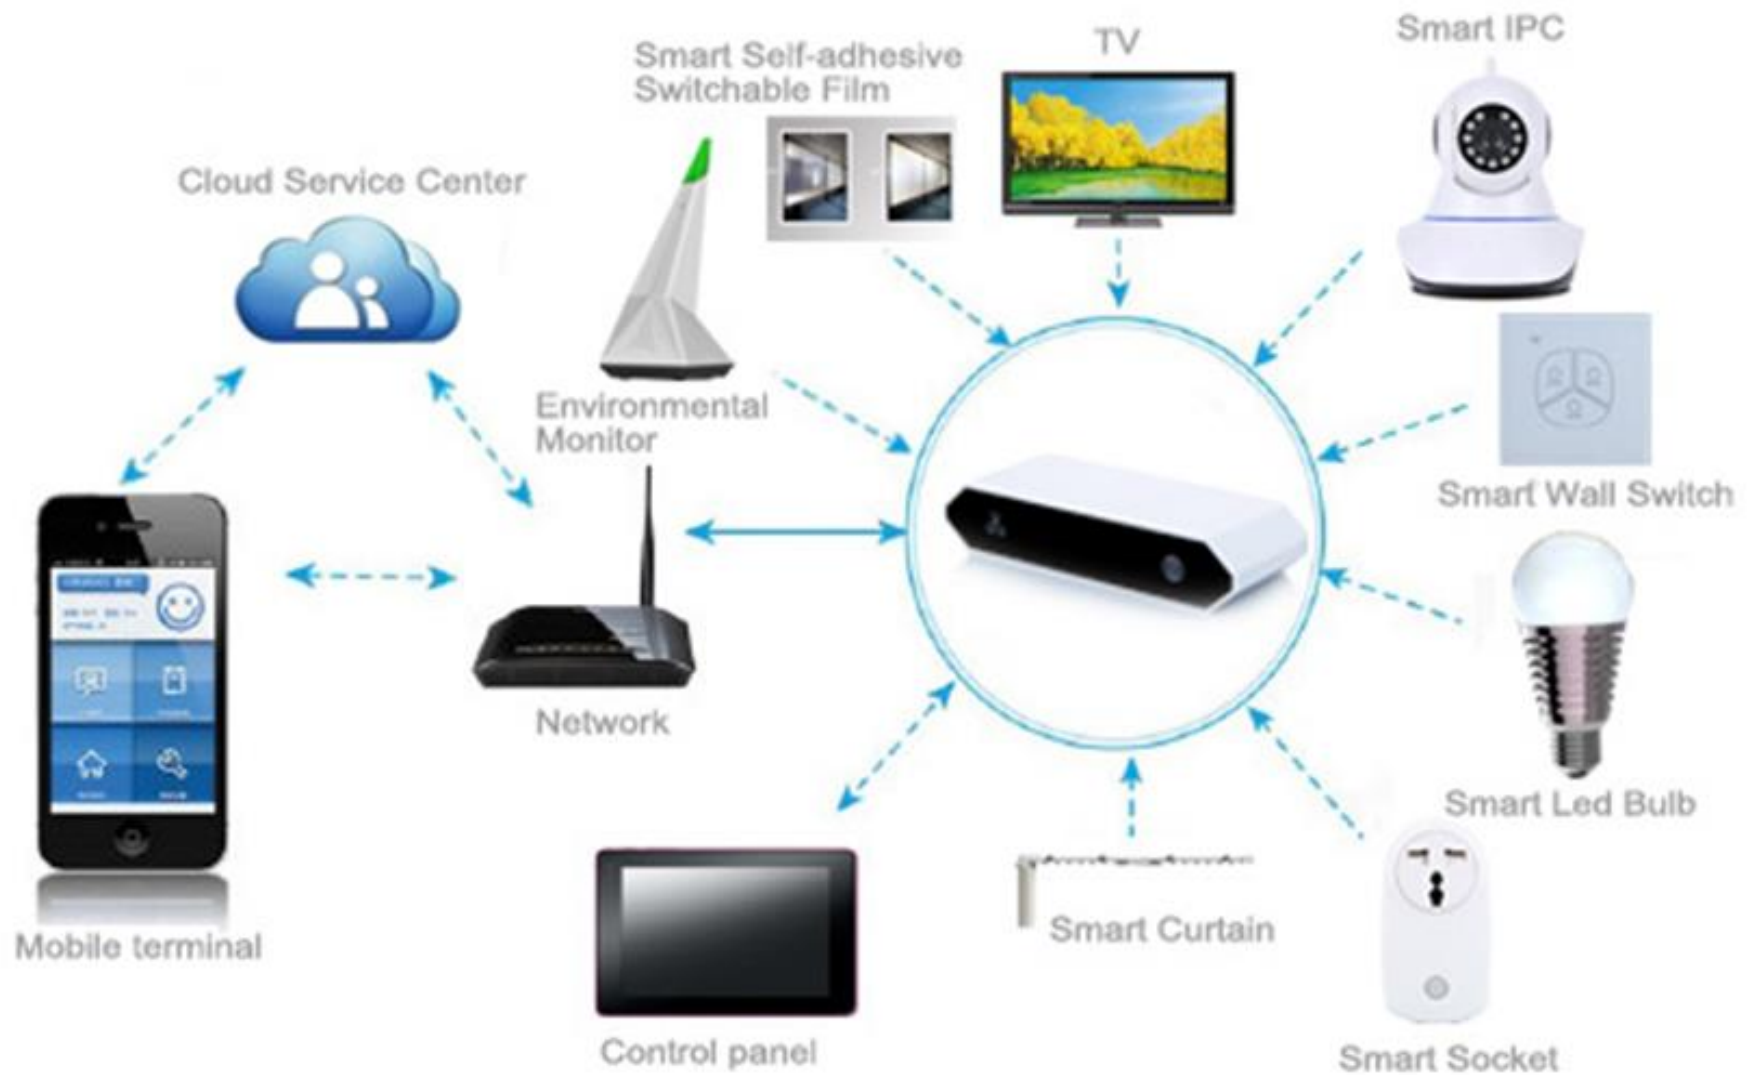 Smart IPC
TV
Smart Self-adhesive
Switchable Film
Cloud Service Center
Environmental
Monitor
Smart Wall Switch
Network
Smart Led Bulb
Smart Curtain
Mobile terminal
Control panel
Smart Socket